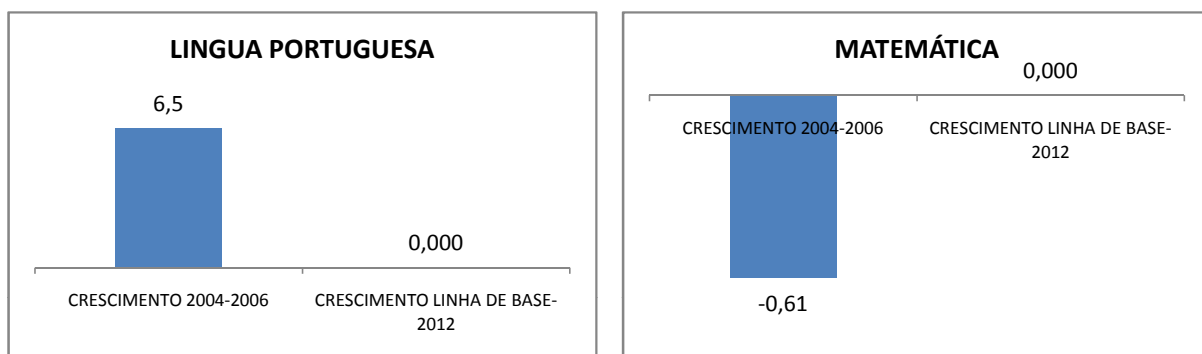 LINGUA PORTUGUESA
6,5
0,000
CRESCIMENTO 2004-2006
CRESCIMENTO LINHA DE BASE-
2012
MATEMÁTICA
0,000
CRESCIMENTO 2004-2006
CRESCIMENTO LINHA DE BASE-
2012
-0,61